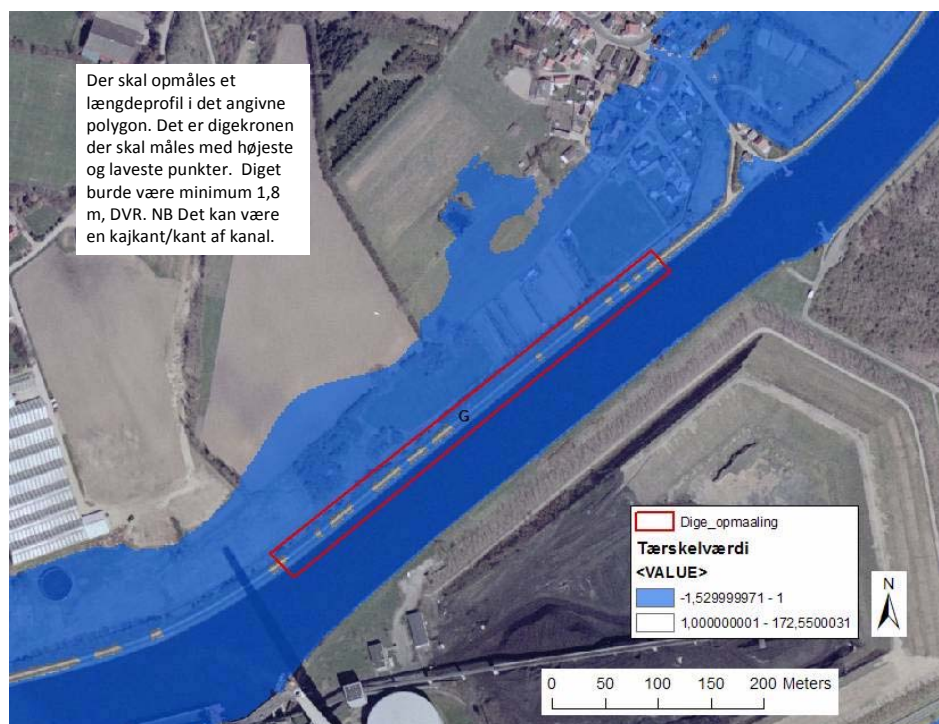 Der skal opmåles et
længdeprofil i det angivne
polygon. Det er digekronen
der skal måles med højeste
og laveste punkter. Diget
burde være minimum 1,8
m, DVR. NB Det kan være
en kajkant/kant af kanal.
G
Dige_opmaaling
Tærskelværdi
<VALUE>
-1,529999971 - 1
1,000000001 - 172,5500031
N
0 50 100 150 200 Meters